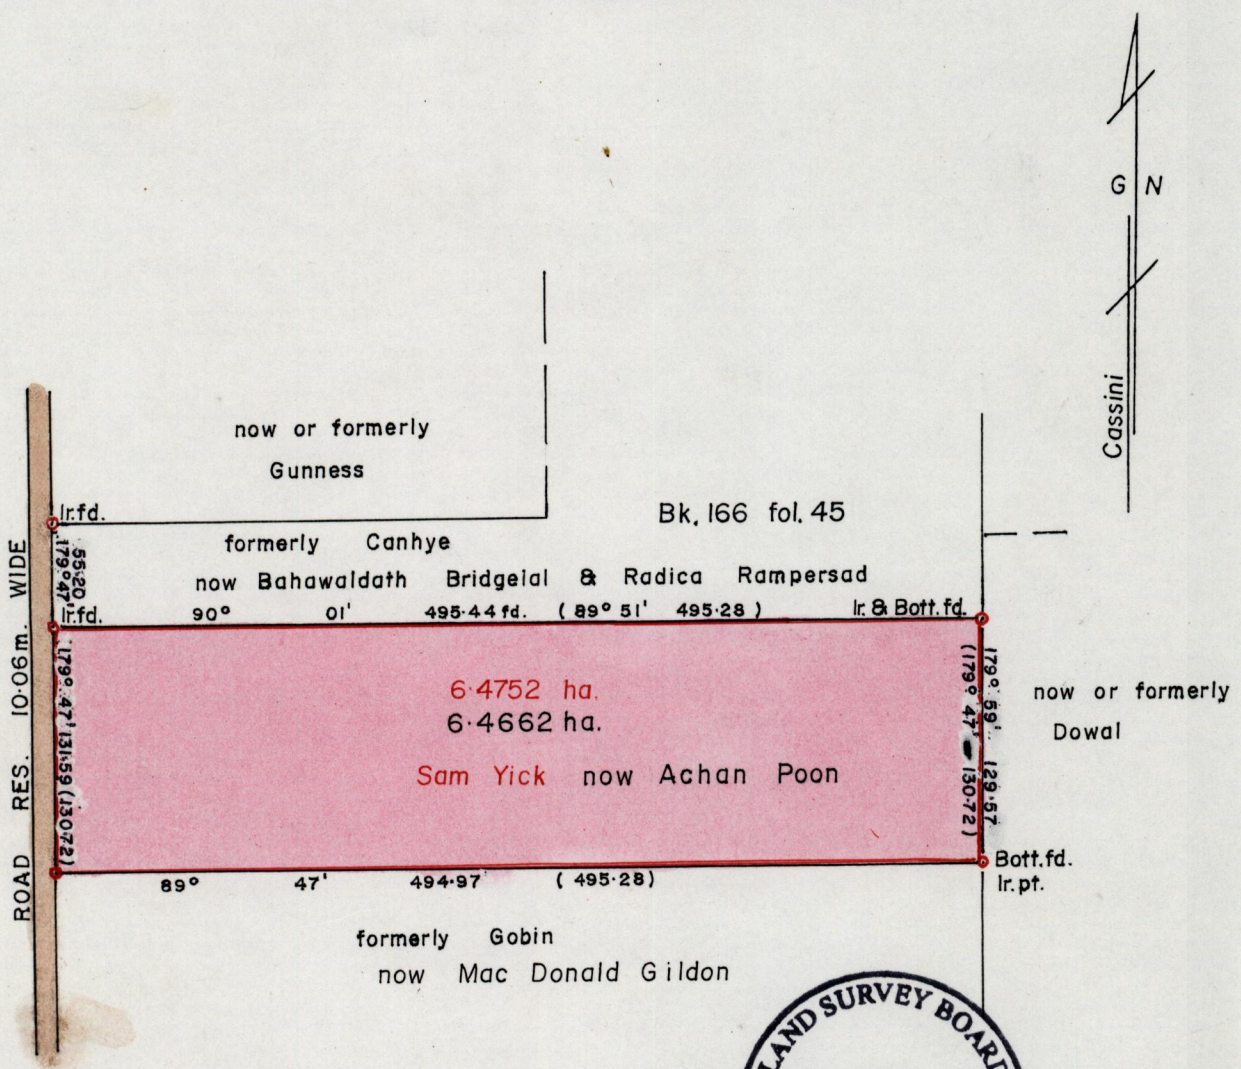 G N
Cassini
now or formerly
Gunness
Ir.fd.
Bk. 166 fol. 45
formerly Canhye
now Bahawaldath Bridgelal & Radica Rampersad
179° 47'
55·20
Ir.fd.
90° 01' 495·44 fd. ( 89° 51' 495·28 )
Ir. & Bott. fd.
ROAD RES. 10·06 m. WIDE
179° 47' 131·59 (130·72)
6·4752 ha.
6·4662 ha.
Sam Yick now Achan Poon
(179° 47' 130·72)
179° 59' 129·57
now or formerly
Dowal
Bott.fd.
Ir.pt.
89° 47' 494·97 ( 495·28)
formerly Gobin
now Mac Donald Gildon
LAND SURVEY BOARD